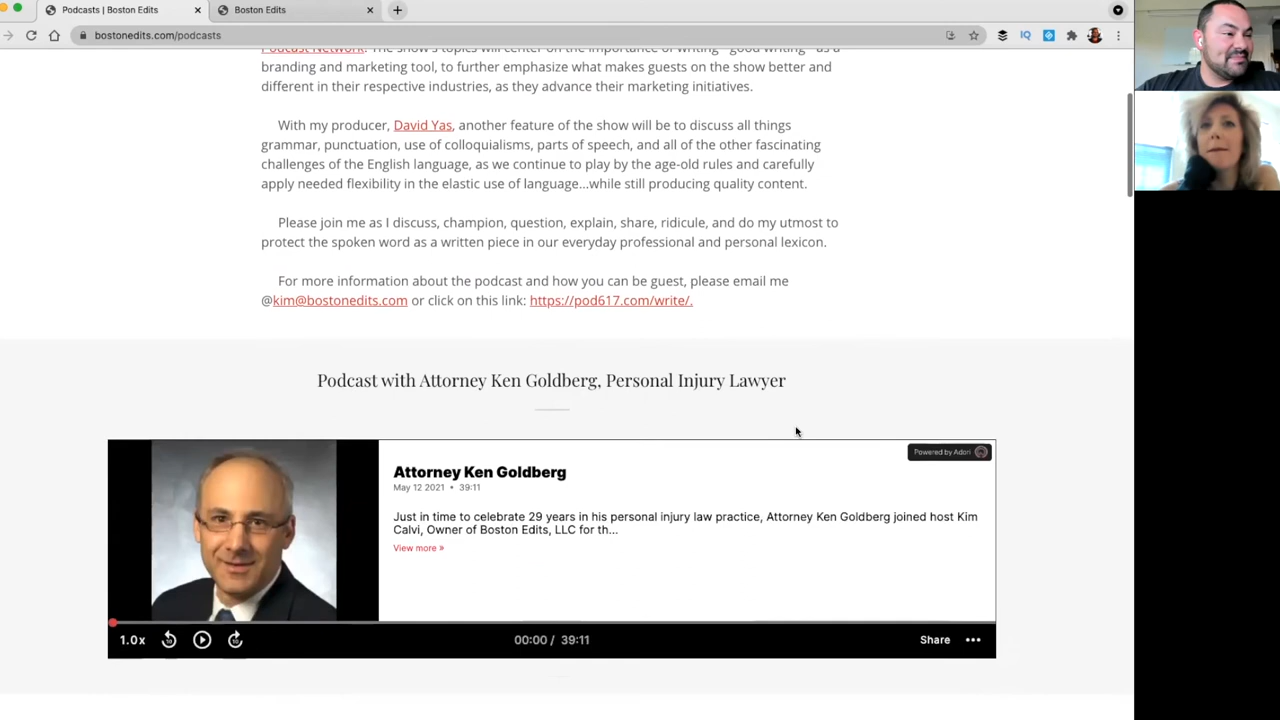 Podcasts | Boston Edits
Boston Edits
bostonedits.com/podcasts
Podcast Network. The show's topics will center on the importance of writing–"good writing"–as a
branding and marketing tool, to further emphasize what makes guests on the show better and
different in their respective industries, as they advance their marketing initiatives.
With my producer, David Yas, another feature of the show will be to discuss all things
grammar, punctuation, use of colloquialisms, parts of speech, and all of the other fascinating
challenges of the English language, as we continue to play by the age-old rules and carefully
apply needed flexibility in the elastic use of language...while still producing quality content.
Please join me as I discuss, champion, question, explain, share, ridicule, and do my utmost to
protect the spoken word as a written piece in our everyday professional and personal lexicon.
For more information about the podcast and how you can be guest, please email me
@kim@bostonedits.com or click on this link: https://pod617.com/write/.
Podcast with Attorney Ken Goldberg, Personal Injury Lawyer
Powered by Adori
Attorney Ken Goldberg
May 12 2021 • 39:11
Just in time to celebrate 29 years in his personal injury law practice, Attorney Ken Goldberg joined host Kim
Calvi, Owner of Boston Edits, LLC for th...
View more »
1.0x 10 10 00:00 / 39:11 Share